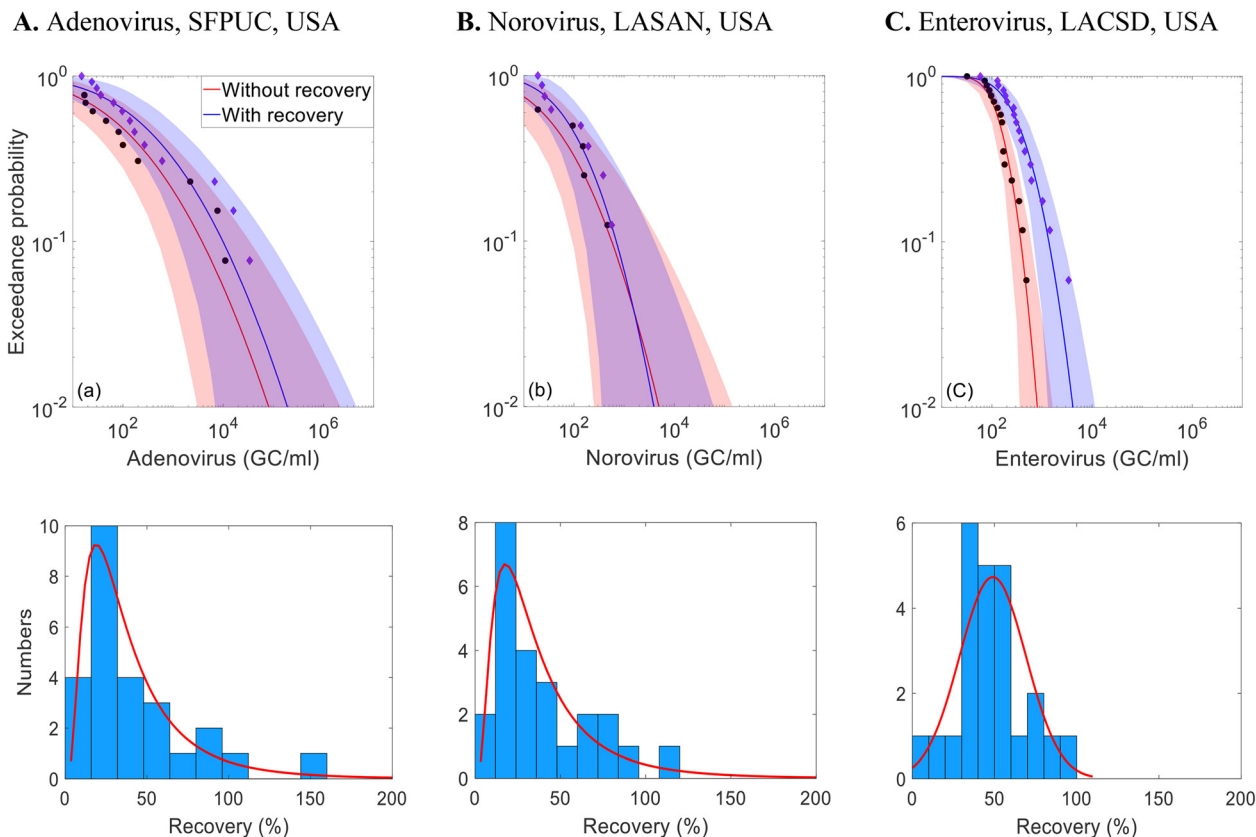 A. Adenovirus, SFPUC, USA
B. Norovirus, LASAN, USA
C. Enterovirus, LACSD, USA
Exceedance probability
10^0
10^-1
10^-2
Without recovery
With recovery
(a)
10^2 10^4 10^6
Adenovirus (GC/ml)
10^0
10^-1
10^-2
(b)
10^2 10^4 10^6
Norovirus (GC/ml)
10^0
10^-1
10^-2
(C)
10^2 10^4 10^6
Enterovirus (GC/ml)
Numbers
10
8
6
4
2
0
0 50 100 150 200
Recovery (%)
8
6
4
2
0
0 50 100 150 200
Recovery (%)
6
4
2
0
0 50 100 150 200
Recovery (%)